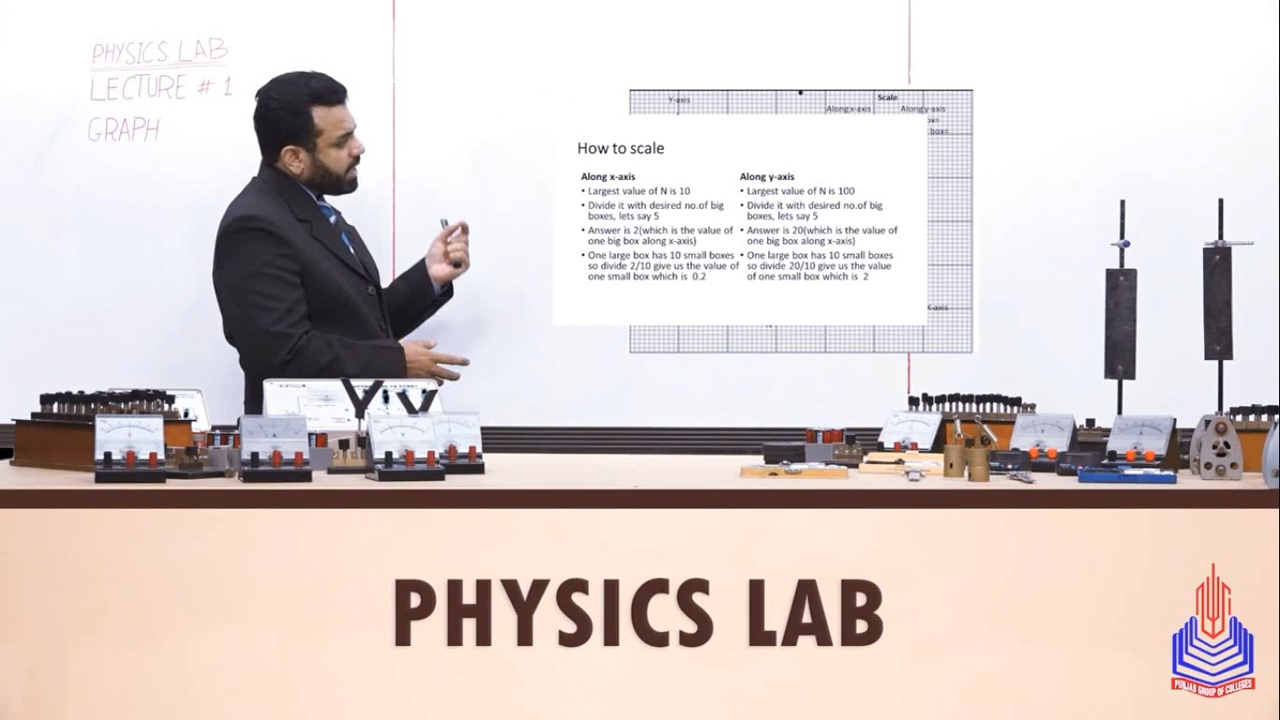 PHYSICS LAB
LECTURE # 1
GRAPH
Y-axis
Scale
Along x-axis
Along y-axis
box=
How to scale
Along x-axis
• Largest value of N is 10
• Divide it with desired no.of big
boxes, lets say 5
• Answer is 2(which is the value of
one big box along x-axis)
• One large box has 10 small boxes
so divide 2/10 give us the value of
one small box which is 0.2
Along y-axis
• Largest value of N is 100
• Divide it with desired no.of big
boxes, lets say 5
• Answer is 20(which is the value of
one big box along x-axis)
• One large box has 10 small boxes
so divide 20/10 give us the value
of one small box which is 2
PHYSICS LAB
PUNJAB GROUP OF COLLEGES